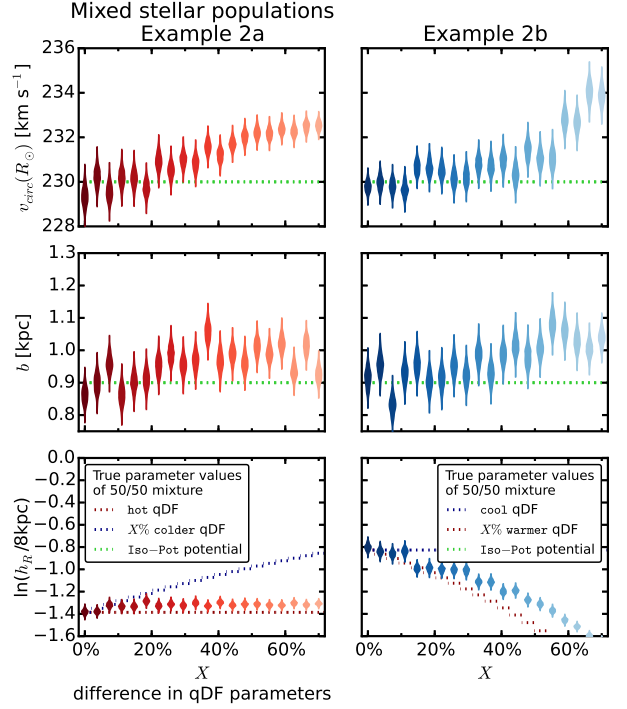 Mixed stellar populations
Example 2a
Example 2b
v_circ(R_⊙) [km s⁻¹]
236
234
232
230
228
b [kpc]
1.3
1.2
1.1
1.0
0.9
0.8
ln(h_R/8kpc)
0.0
−0.2
−0.4
−0.6
−0.8
−1.0
−1.2
−1.4
−1.6
True parameter values
of 50/50 mixture
hot qDF
X% colder qDF
Iso−Pot potential
True parameter values
of 50/50 mixture
cool qDF
X% warmer qDF
Iso−Pot potential
0% 20% 40% 60%
0% 20% 40% 60%
X
X
difference in qDF parameters